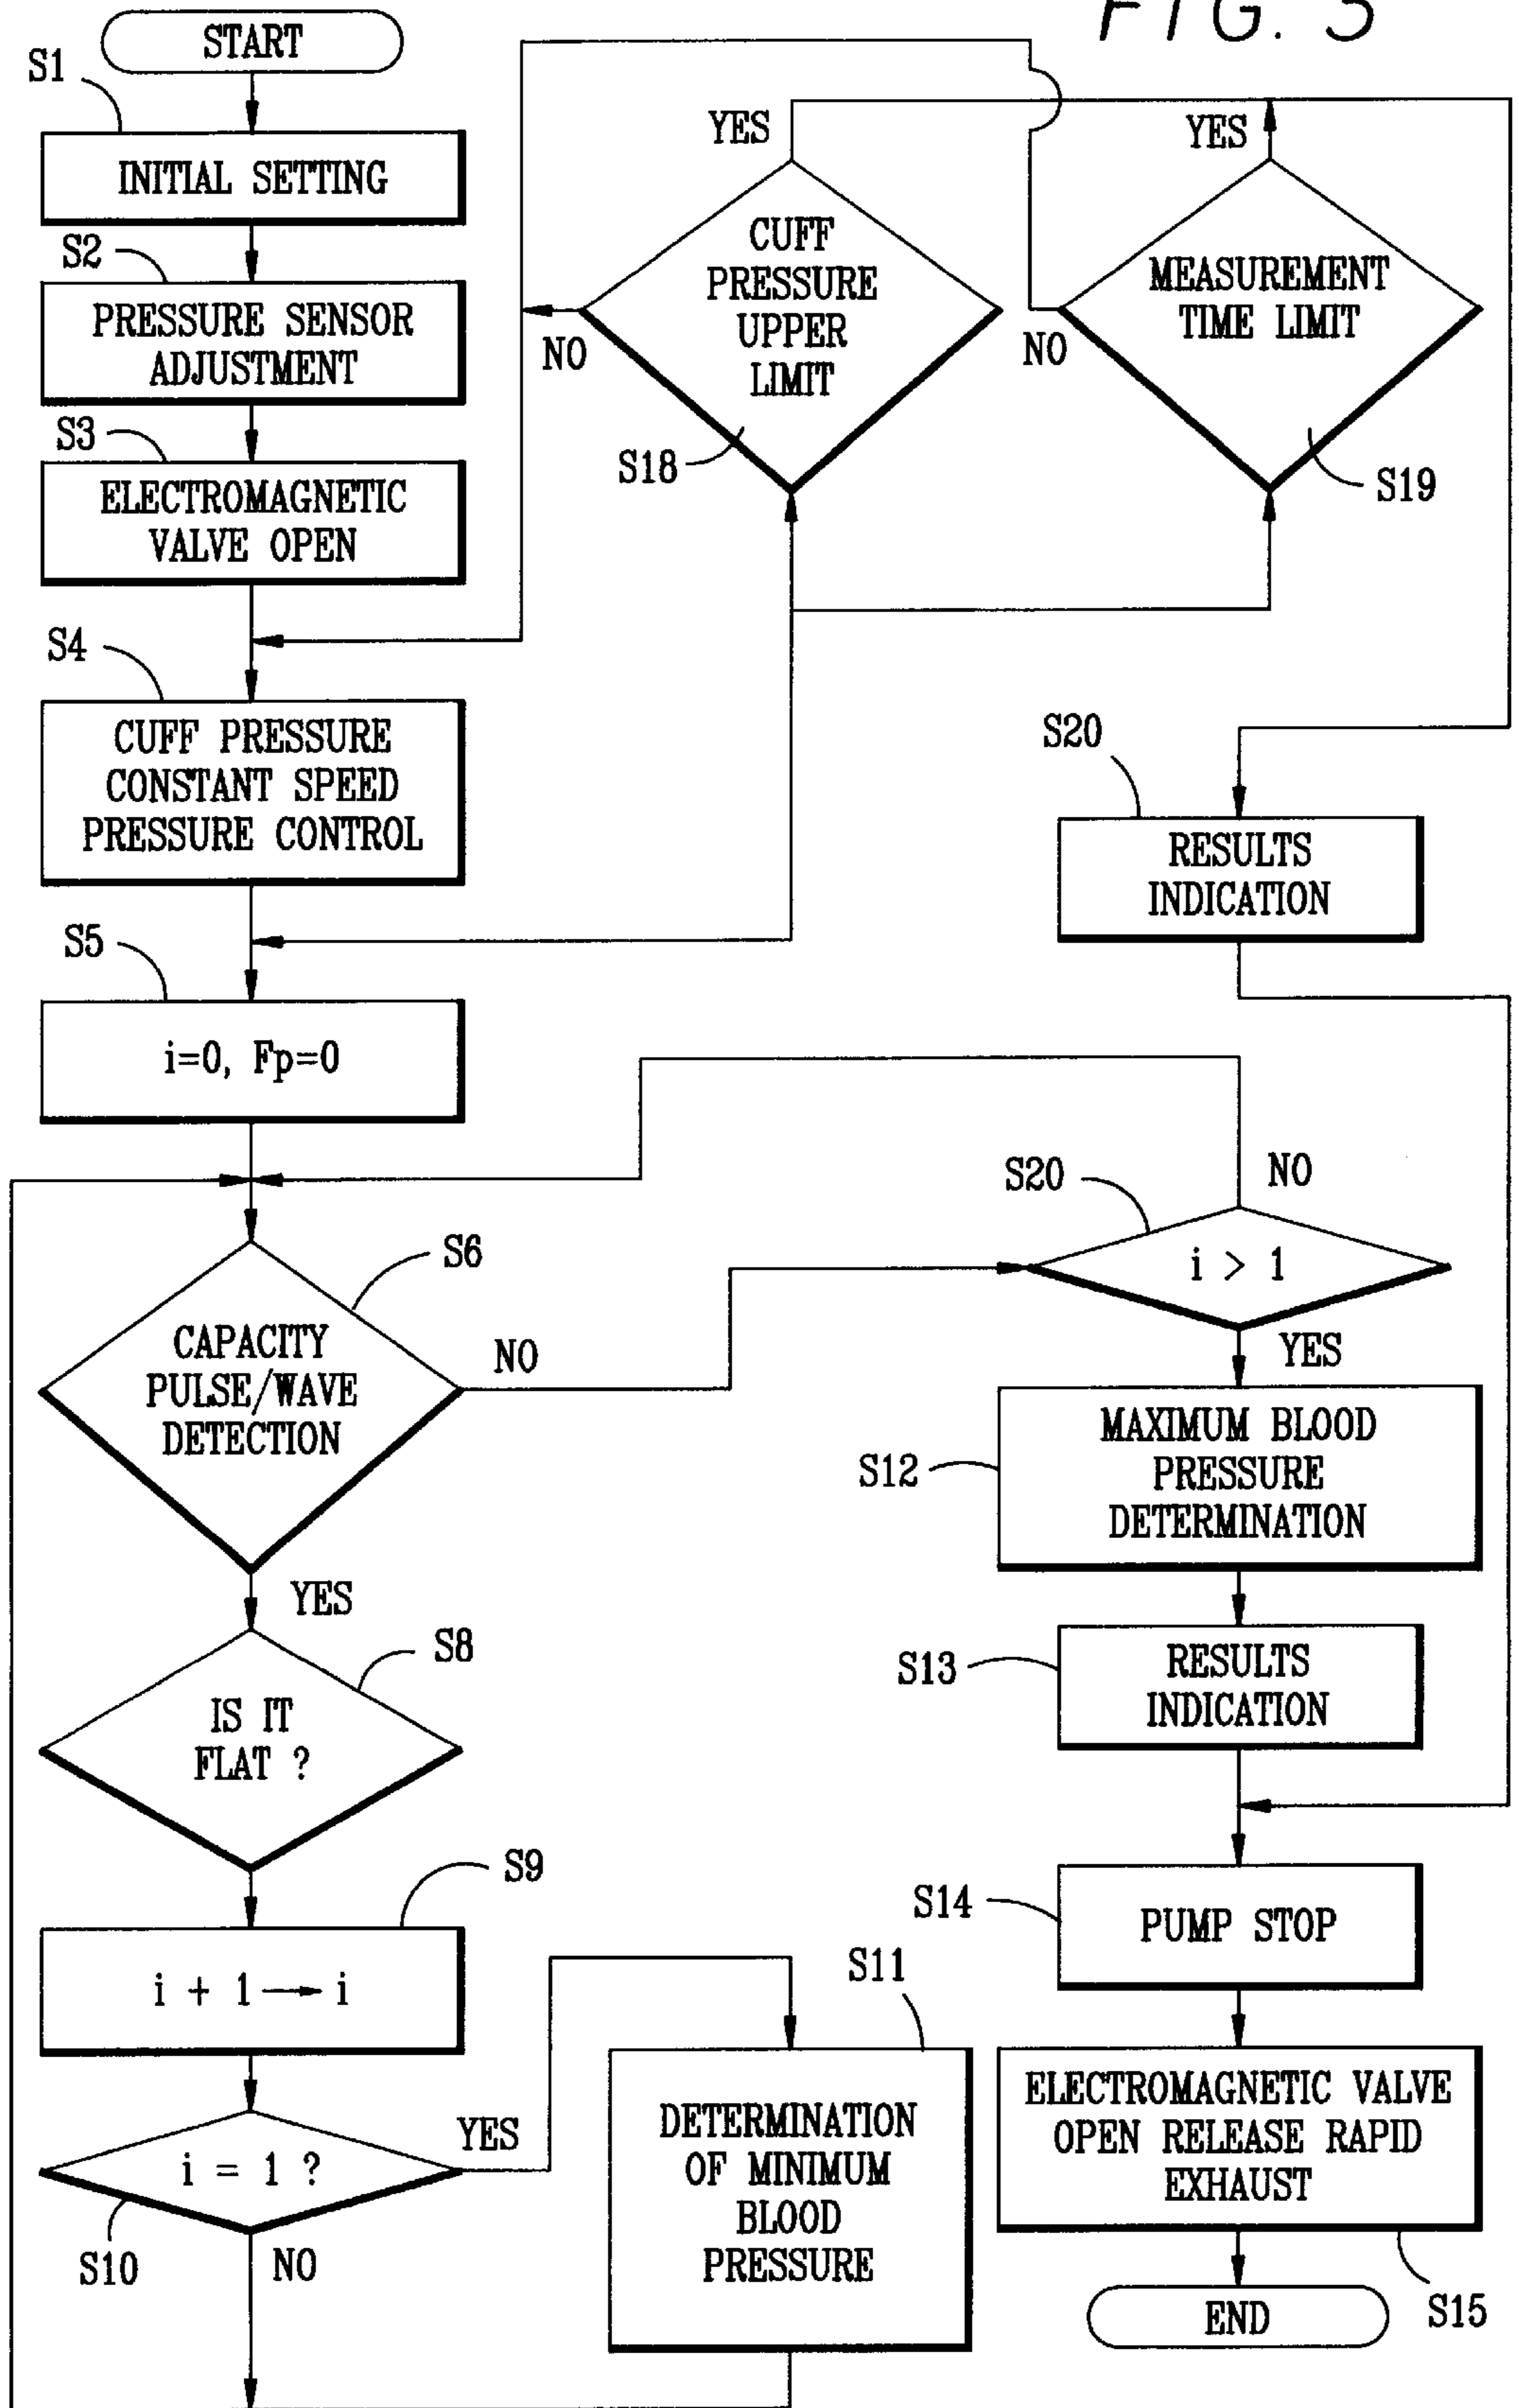 FIG.
START
S1
INITIAL SETTING
S2
PRESSURE SENSOR
ADJUSTMENT
S3
ELECTROMAGNETIC
VALVE OPEN
S4
CUFF PRESSURE
CONSTANT SPEED
PRESSURE CONTROL
S5
i=0, Fp=0
YES
CUFF
PRESSURE
UPPER
LIMIT
NO
S18
YES
MEASUREMENT
TIME LIMIT
NO
S19
S20
RESULTS
INDICATION
S6
CAPACITY
PULSE/WAVE
DETECTION
NO
YES
S20
NO
i > 1
YES
S12
MAXIMUM BLOOD
PRESSURE
DETERMINATION
S8
IS IT
FLAT ?
S13
RESULTS
INDICATION
S9
i + 1 → i
S14
PUMP STOP
S10
i = 1 ?
YES
NO
S11
DETERMINATION
OF MINIMUM
BLOOD
PRESSURE
ELECTROMAGNETIC VALVE
OPEN RELEASE RAPID
EXHAUST
S15
END